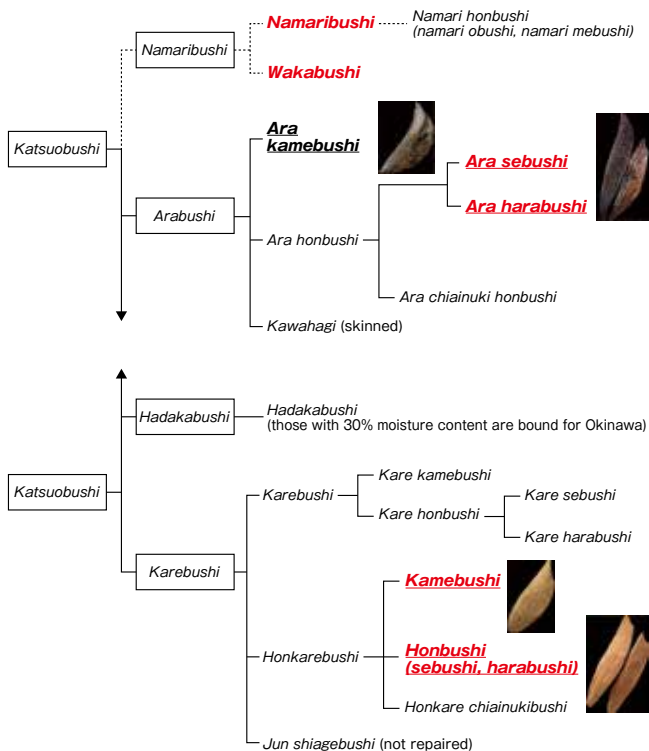 Namaribushi
Namari honbushi
(namari obushi, namari mebushi)
Namaribushi
Wakabushi
Katsuobushi
Ara
kamebushi
Ara sebushi
Arabushi
Ara harabushi
Ara honbushi
Ara chiainuki honbushi
Kawahagi (skinned)
Hadakabushi
Hadakabushi
(those with 30% moisture content are bound for Okinawa)
Katsuobushi
Kare kamebushi
Karebushi
Kare sebushi
Kare honbushi
Kare harabushi
Karebushi
Kamebushi
Honkarebushi
Honbushi
(sebushi, harabushi)
Honkare chiainukibushi
Jun shiagebushi (not repaired)